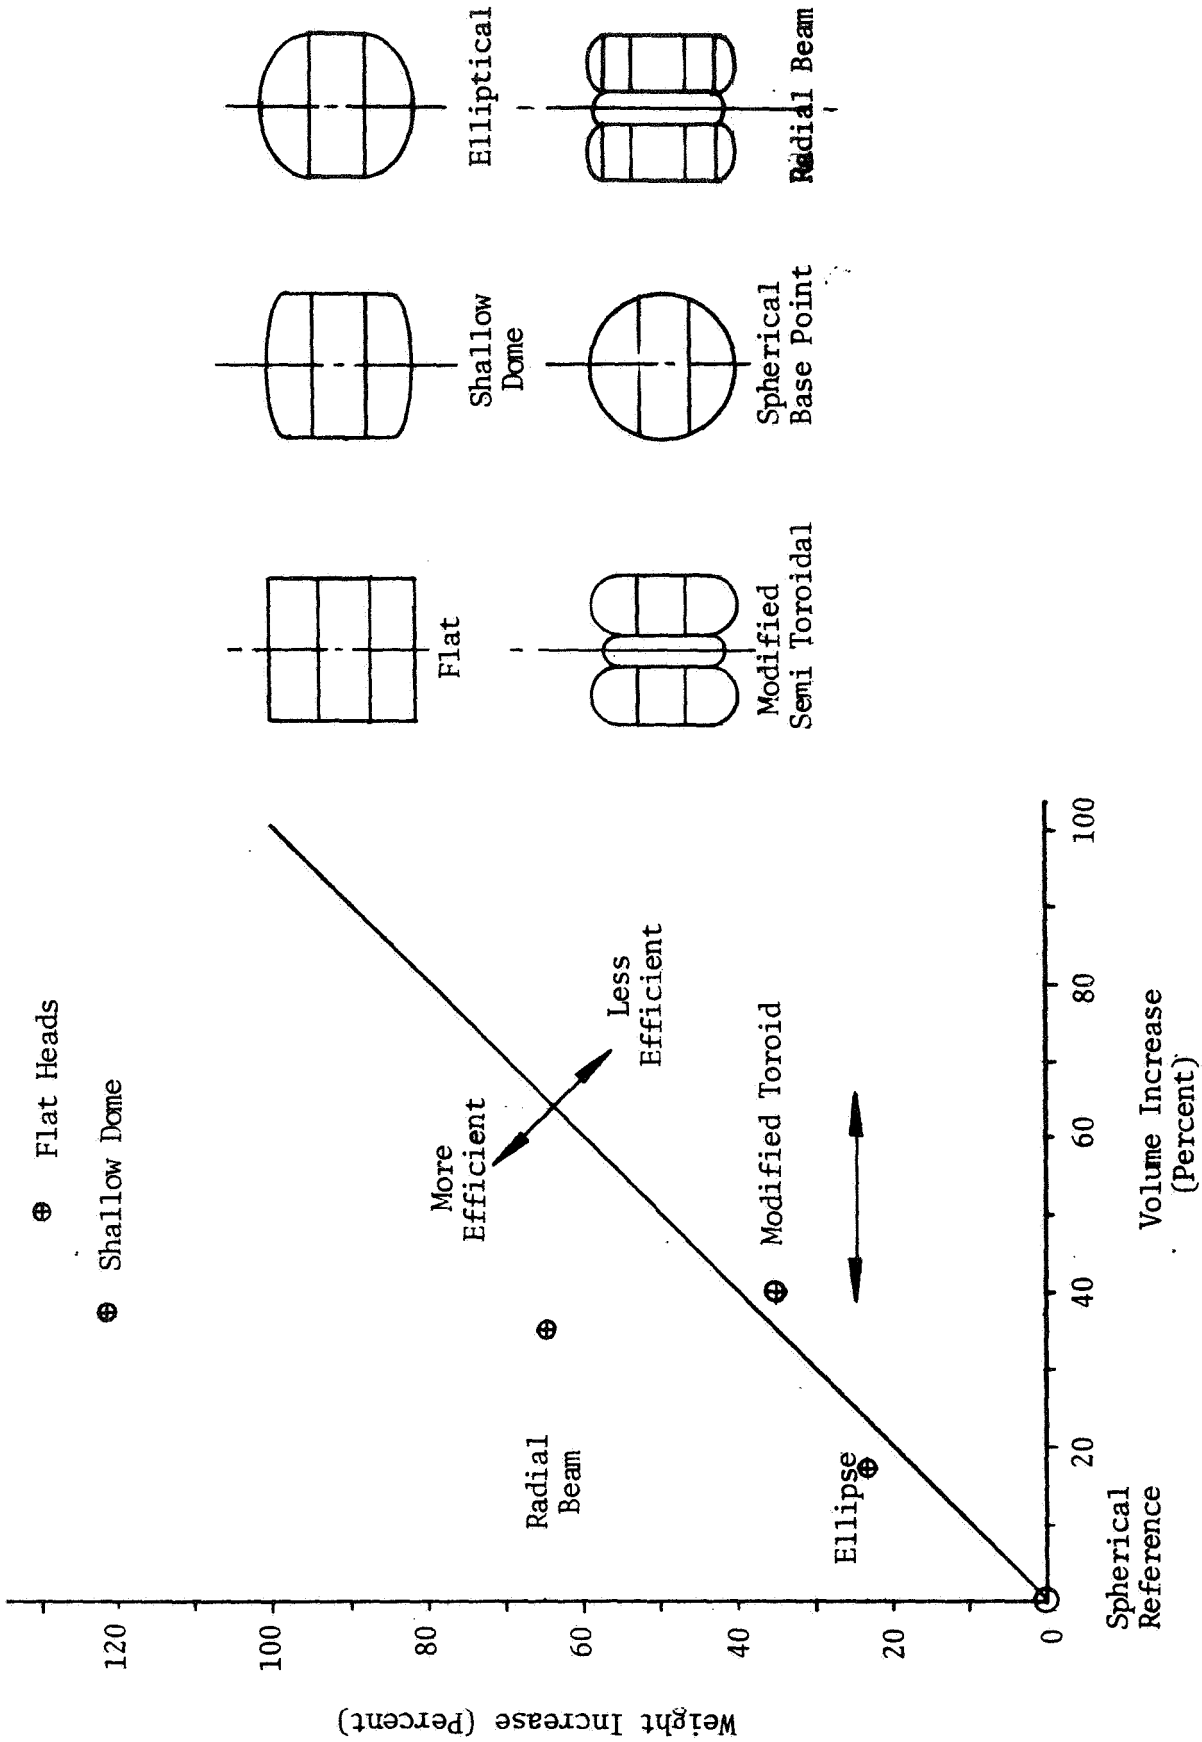 Flat Heads
Shallow Dome
More
Efficient
Less
Efficient
Radial
Beam
Modified Toroid
Ellipse
120
100
80
60
40
20
0
Weight Increase (Percent)
20
40
60
80
100
Spherical
Reference
Volume Increase
(Percent)
Flat
Shallow
Dome
Elliptical
Modified
Semi Toroidal
Spherical
Base Point
Radial Beam